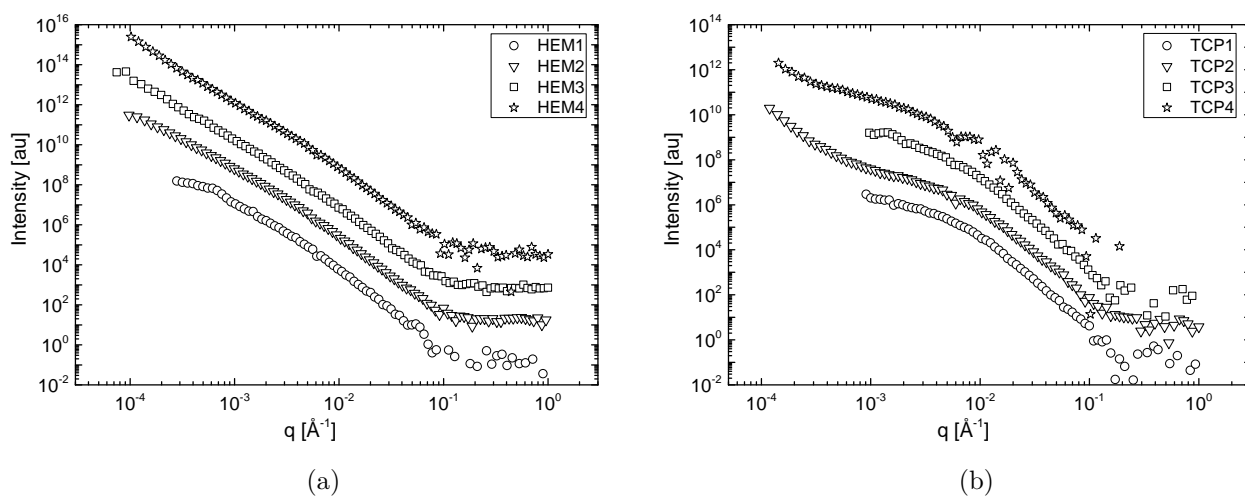 10^16
10^14
10^12
10^10
10^8
10^6
10^4
10^2
10^0
10^-2
Intensity [au]
10^-4
10^-3
10^-2
10^-1
10^0
q [Å^-1]
HEM1
HEM2
HEM3
HEM4
(a)
10^14
10^12
10^10
10^8
10^6
10^4
10^2
10^0
10^-2
Intensity [au]
10^-4
10^-3
10^-2
10^-1
10^0
q [Å^-1]
TCP1
TCP2
TCP3
TCP4
(b)